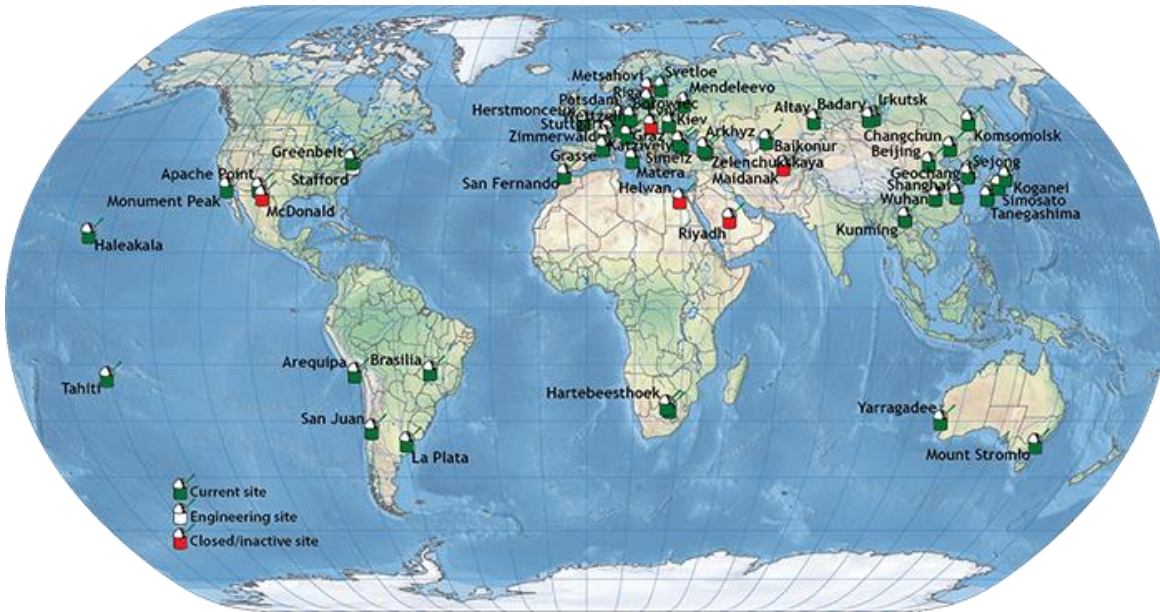 Metsahovi
Svetloe
Riga
Mendeleevo
Potsdam
Borowiec
Herstmonceux
Altay
Badary
Irkutsk
Kiev
Zimmerwald
Graz
Katzively
Arkhyz
Changchun
Komsomolsk
Greenbelt
Baikonur
Beijing
Grasse
Simeiz
Zelenchukskaya
Sejong
Apache Point
Stafford
Matera
Maidanak
Geochang
San Fernando
Helwan
Shanghai
Koganei
Monument Peak
McDonald
Wuhan
Simosato
Tanegashima
Riyadh
Kunming
Haleakala
Arequipa
Brasilia
Tahiti
Hartebeesthoek
Yarragadee
San Juan
La Plata
Mount Stromlo
Current site
Engineering site
Closed/inactive site